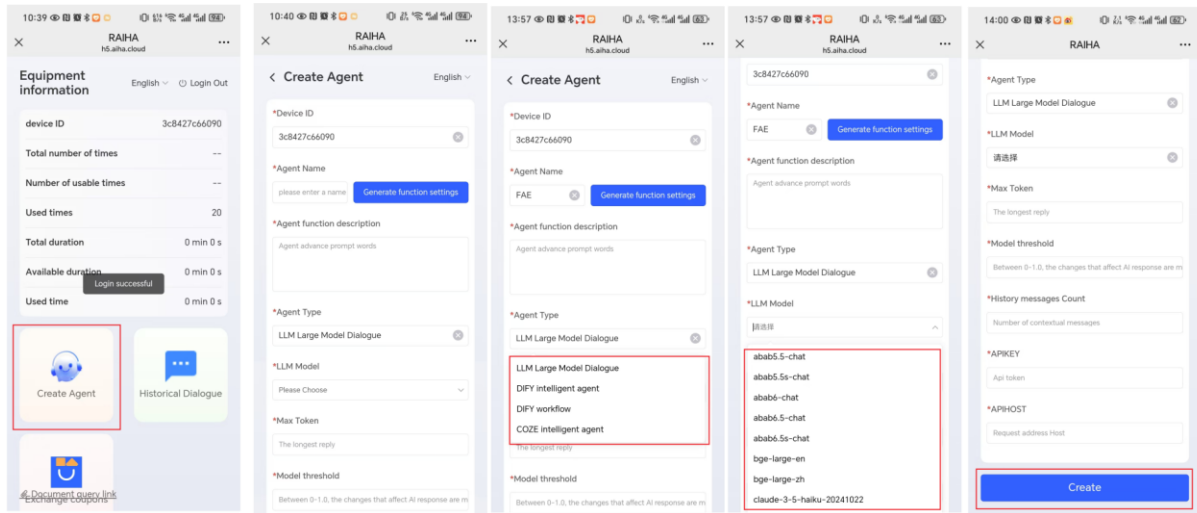 10:39
94
RAIHA
h5.aiha.cloud
Equipment
information
English
Login Out
device ID 3c8427c66090
Total number of times --
Number of usable times --
Used times 20
Total duration 0 min 0 s
Available duration 0 min 0 s
Login successful
Used time 0 min 0 s
Create Agent
Historical Dialogue
Document query link
Exchange coupons
10:40
94
RAIHA
h5.aiha.cloud
Create Agent
English
*Device ID
3c8427c66090
*Agent Name
please enter a name
Generate function settings
*Agent function description
Agent advance prompt words
*Agent Type
LLM Large Model Dialogue
*LLM Model
Please Choose
*Max Token
The longest reply
*Model threshold
Between 0-1.0, the changes that affect AI response are m
13:57
RAIHA
h5.aiha.cloud
Create Agent
English
*Device ID
3c8427c66090
*Agent Name
FAE
Generate function settings
*Agent function description
Agent advance prompt words
*Agent Type
LLM Large Model Dialogue
LLM Large Model Dialogue
DIFY intelligent agent
DIFY workflow
COZE intelligent agent
The longest reply
*Model threshold
Between 0-1.0, the changes that affect AI response are m
13:57
RAIHA
h5.aiha.cloud
3c8427c66090
*Agent Name
FAE
Generate function settings
*Agent function description
Agent advance prompt words
*Agent Type
LLM Large Model Dialogue
*LLM Model
请选择
abab5.5-chat
abab5.5s-chat
abab6-chat
abab6.5-chat
abab6.5s-chat
bge-large-en
bge-large-zh
claude-3-5-haiku-20241022
14:00
RAIHA
*Agent Type
LLM Large Model Dialogue
*LLM Model
请选择
*Max Token
The longest reply
*Model threshold
Between 0-1.0, the changes that affect AI response are m
*History messages Count
Number of contextual messages
*APIKEY
Api token
*APIHOST
Request address Host
Create